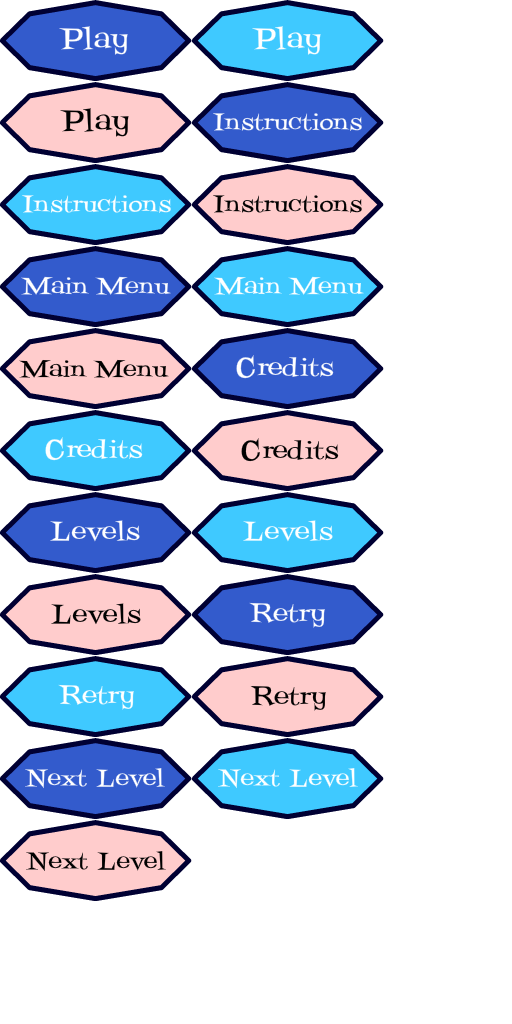 Play Play
Play Instructions
Instructions Instructions
Main Menu Main Menu
Main Menu Credits
Credits Credits
Levels Levels
Levels Retry
Retry Retry
Next Level Next Level
Next Level